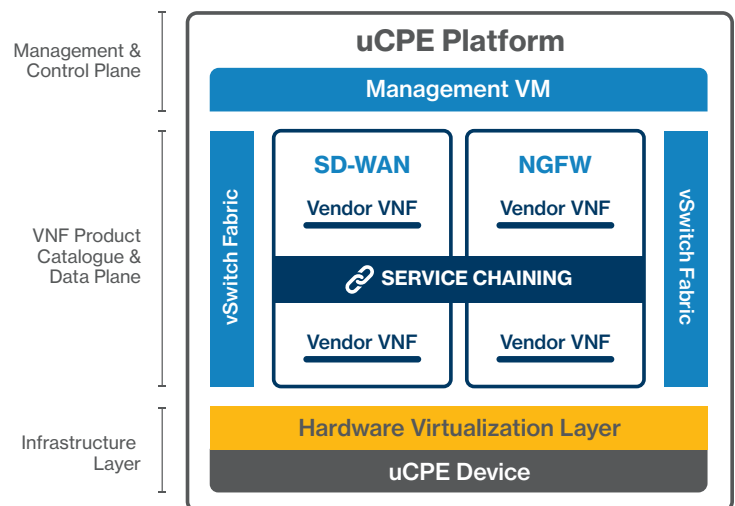 Management &
Control Plane
uCPE Platform
Management VM
VNF Product
Catalogue &
Data Plane
vSwitch Fabric
SD-WAN
NGFW
Vendor VNF
Vendor VNF
SERVICE CHAINING
Vendor VNF
Vendor VNF
vSwitch Fabric
Infrastructure
Layer
Hardware Virtualization Layer
uCPE Device